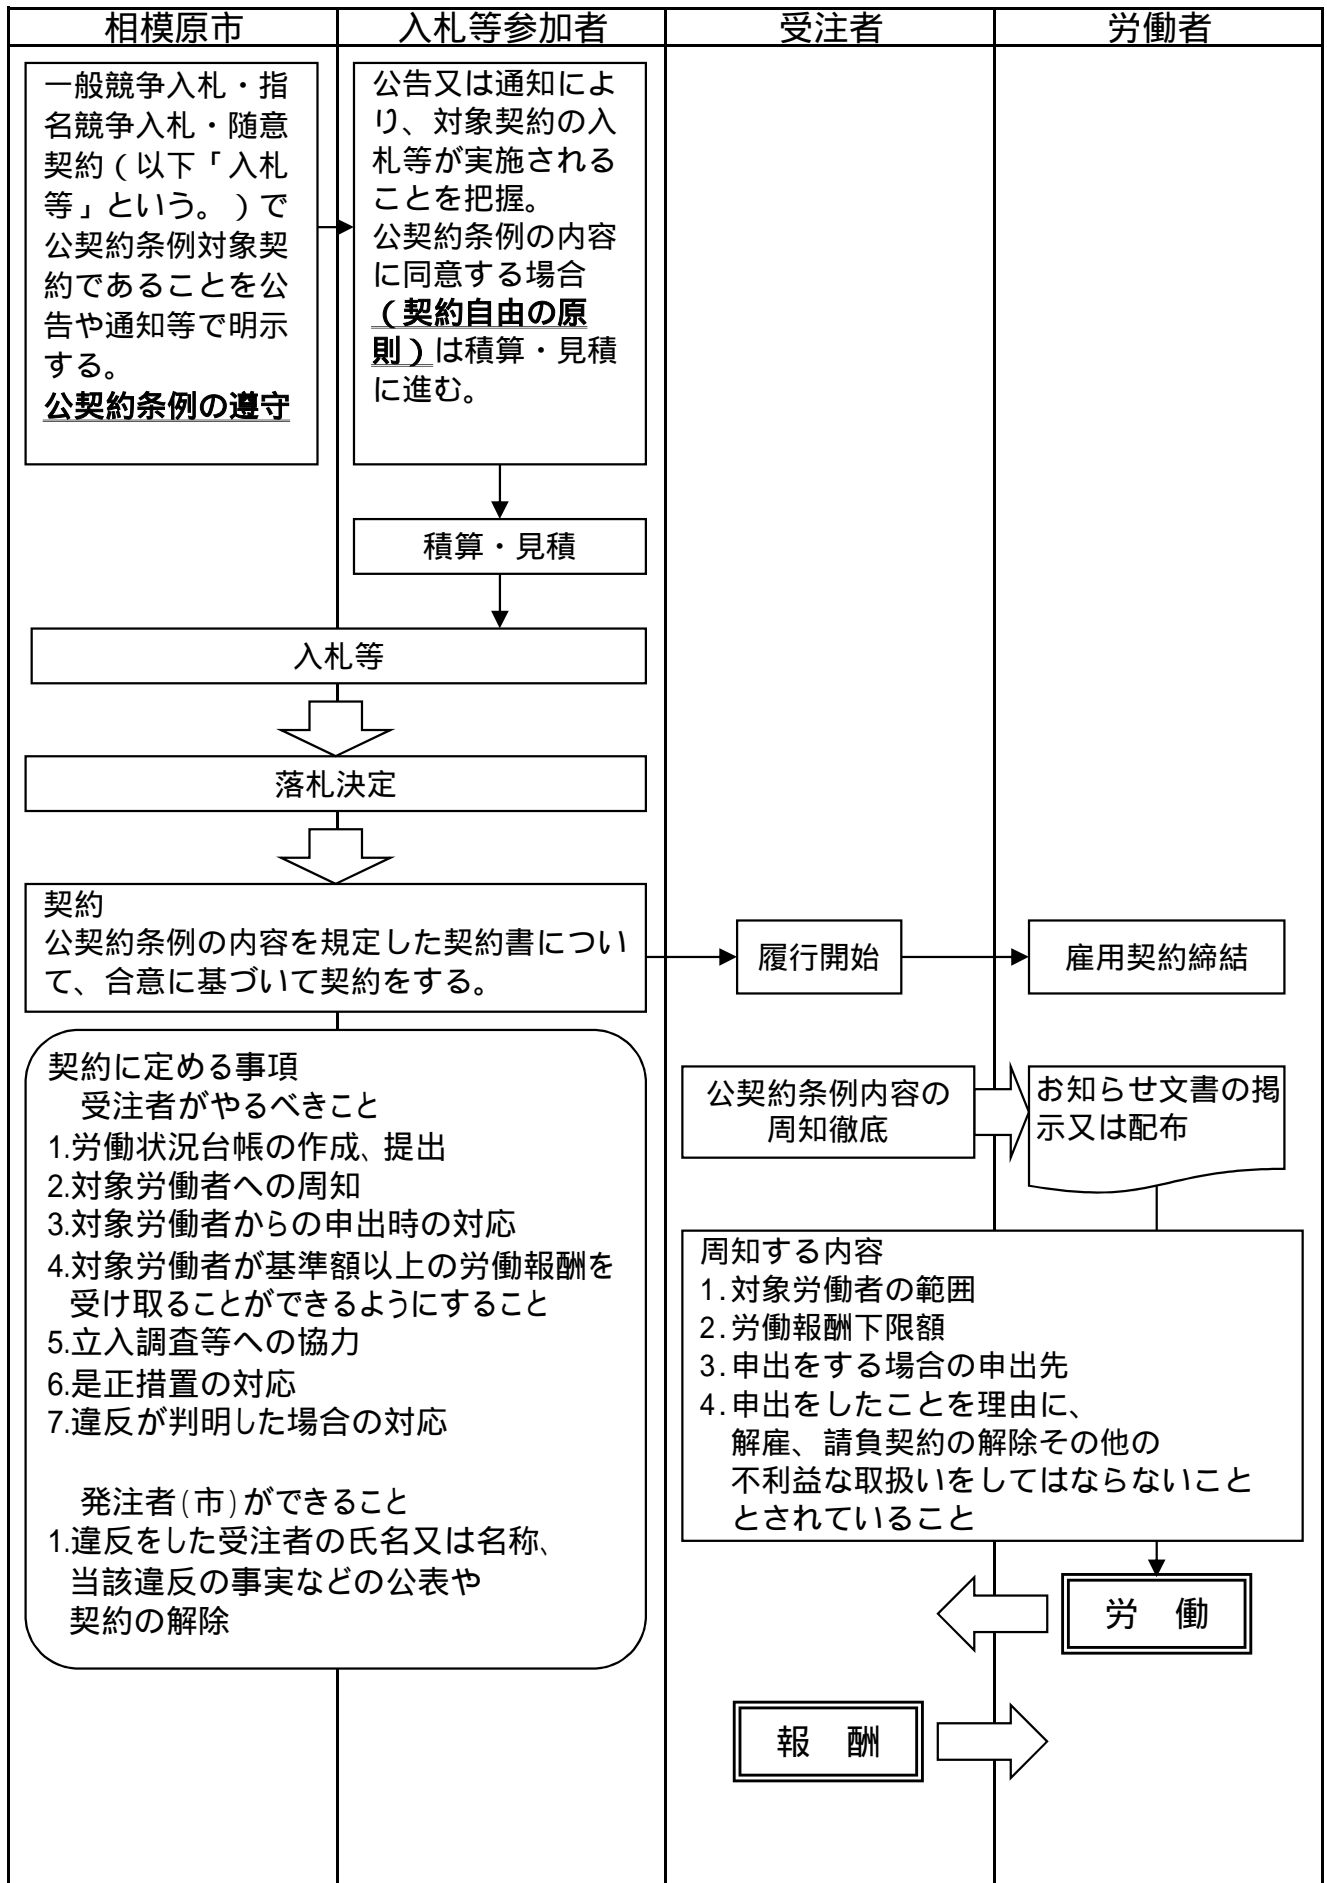 相模原市
入札等参加者
受注者
労働者
一般競争入札・指
名競争入札・随意
契約（以下「入札
等」という。）で
公契約条例対象契
約であることを公
告や通知等で明示
する。
公契約条例の遵守
公告又は通知によ
り、対象契約の入
札等が実施される
ことを把握。
公契約条例の内容
に同意する場合
（契約自由の原
則）は積算・見積
に進む。
積算・見積
入札等
落札決定
契約
公契約条例の内容を規定した契約書につい
て、合意に基づいて契約をする。
履行開始
雇用契約締結
契約に定める事項
受注者がやるべきこと
1.労働状況台帳の作成、提出
2.対象労働者への周知
3.対象労働者からの申出時の対応
4.対象労働者が基準額以上の労働報酬を
受け取ることができるようにすること
5.立入調査等への協力
6.是正措置の対応
7.違反が判明した場合の対応
発注者(市)ができること
1.違反をした受注者の氏名又は名称、
当該違反の事実などの公表や
契約の解除
公契約条例内容の
周知徹底
お知らせ文書の掲
示又は配布
周知する内容
1.対象労働者の範囲
2.労働報酬下限額
3.申出をする場合の申出先
4.申出をしたことを理由に、
解雇、請負契約の解除その他の
不利益な取扱いをしてはならないこと
とされていること
労　働
報　酬